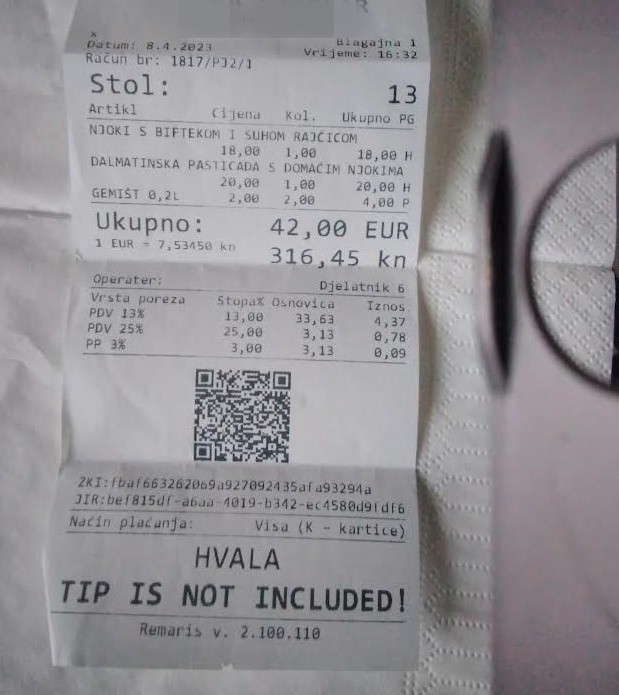 Blagajna 1
Datum: 8.4.2023 Vrijeme: 16:32
Račun br: 1817/PJ2/1
Stol: 13
Artikl Cijena Kol. Ukupno PG
NJOKI S BIFTEKOM I SUHOM RAJČICOM
18,00 1,00 18,00 H
DALMATINSKA PAŠTICADA S DOMAĆIM NJOKIMA
20,00 1,00 20,00 H
GEMIŠT 0,2L 2,00 2,00 4,00 P
Ukupno: 42,00 EUR
1 EUR = 7,53450 kn 316,45 kn
Operater: Djelatnik 6
Vrsta poreza Stopa% Osnovica Iznos
PDV 13% 13,00 33,63 4,37
PDV 25% 25,00 3,13 0,78
PP 3% 3,00 3,13 0,09
ZKI:fbaf663262069a927092435afa93294a
JIR:bef815df-a6aa-4019-b342-ec4580d9fdf6
Način plaćanja: Visa (K - kartice)
HVALA
TIP IS NOT INCLUDED!
Remaris v. 2.100.110